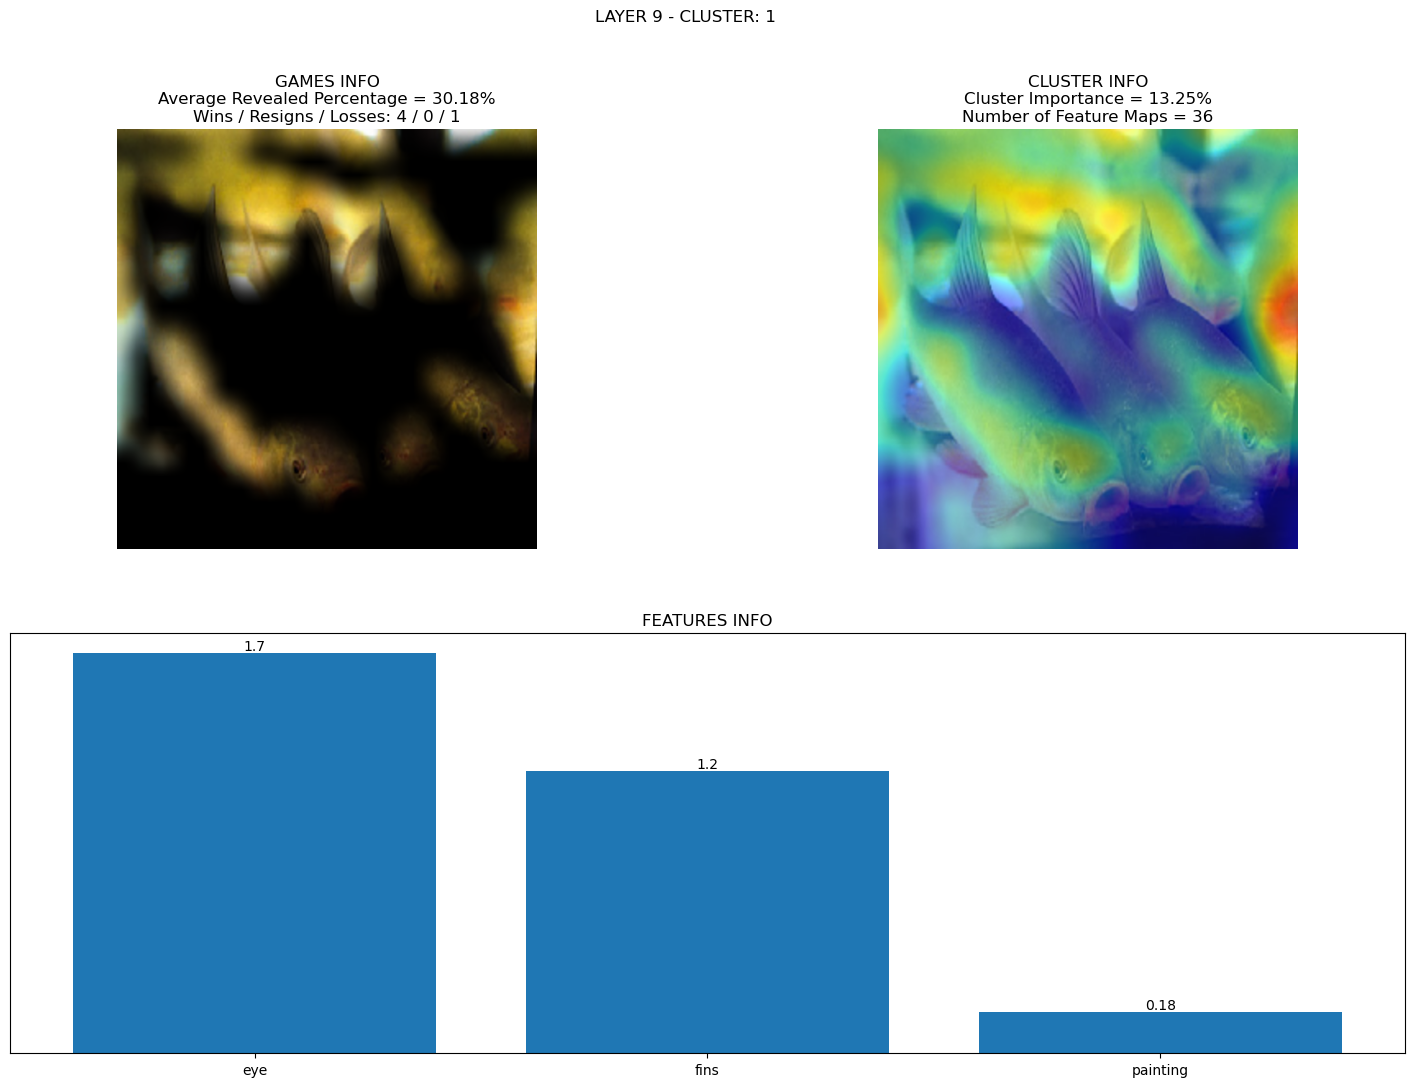 LAYER 9 - CLUSTER: 1
GAMES INFO
Average Revealed Percentage = 30.18%
Wins / Resigns / Losses: 4 / 0 / 1
CLUSTER INFO
Cluster Importance = 13.25%
Number of Feature Maps = 36
FEATURES INFO
1.7
1.2
0.18
eye
fins
painting